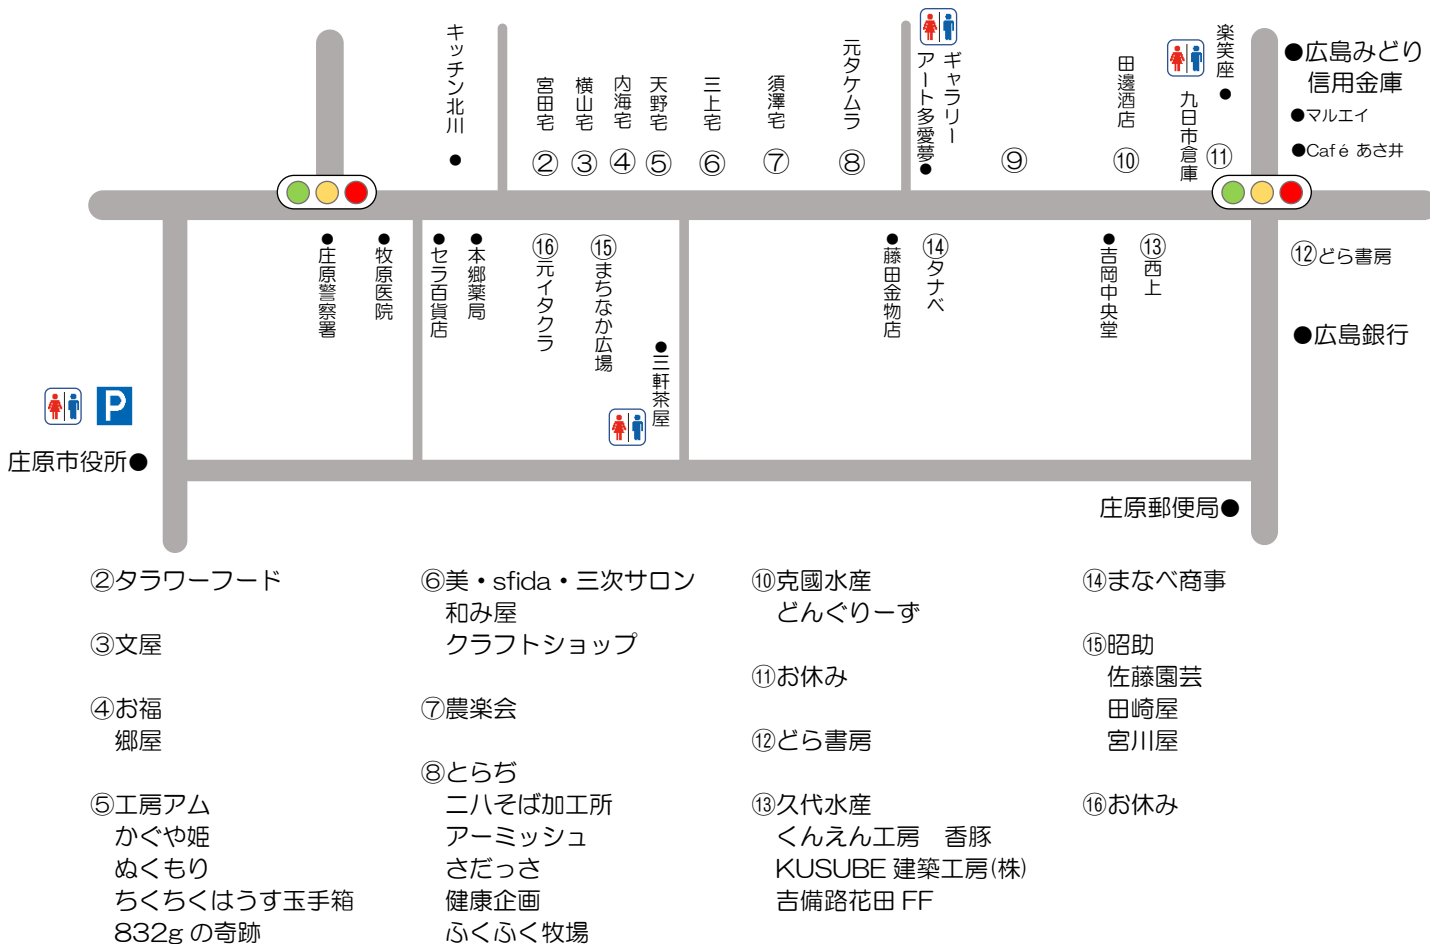 キッチン北川
宮田宅
横山宅
内海宅
天野宅
三上宅
須澤宅
元タケムラ
ギャラリー
アート多愛夢
田邊酒店
九日市倉庫
楽笑座
●広島みどり
信用金庫
●マルエイ
●Café あさ井
②
③
④
⑤
⑥
⑦
⑧
⑨
⑩
⑪
庄原警察署
牧原医院
セラ百貨店
本郷薬局
⑯元イタクラ
⑮まちなか広場
三軒茶屋
藤田金物店
⑭タナベ
吉岡中央堂
⑬西上
⑫どら書房
●広島銀行
P
庄原市役所●
庄原郵便局●
②タラワーフード
③文屋
④お福
郷屋
⑤工房アム
かぐや姫
ぬくもり
ちくちくはうす玉手箱
832gの奇跡
⑥美・sfida・三次サロン
和み屋
クラフトショップ
⑦農楽会
⑧とらぢ
二八そば加工所
アーミッシュ
さだっさ
健康企画
ふくふく牧場
⑩克國水産
どんぐりーず
⑪お休み
⑫どら書房
⑬久代水産
くんえん工房　香豚
KUSUBE 建築工房(株)
吉備路花田 FF
⑭まなべ商事
⑮昭助
佐藤園芸
田崎屋
宮川屋
⑯お休み